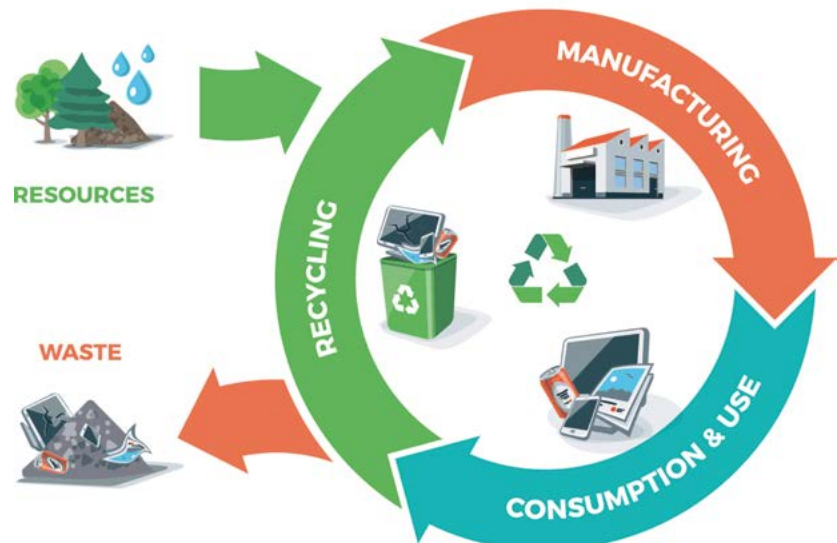 MANUFACTURING
RESOURCES
RECYCLING
WASTE
CONSUMPTION & USE